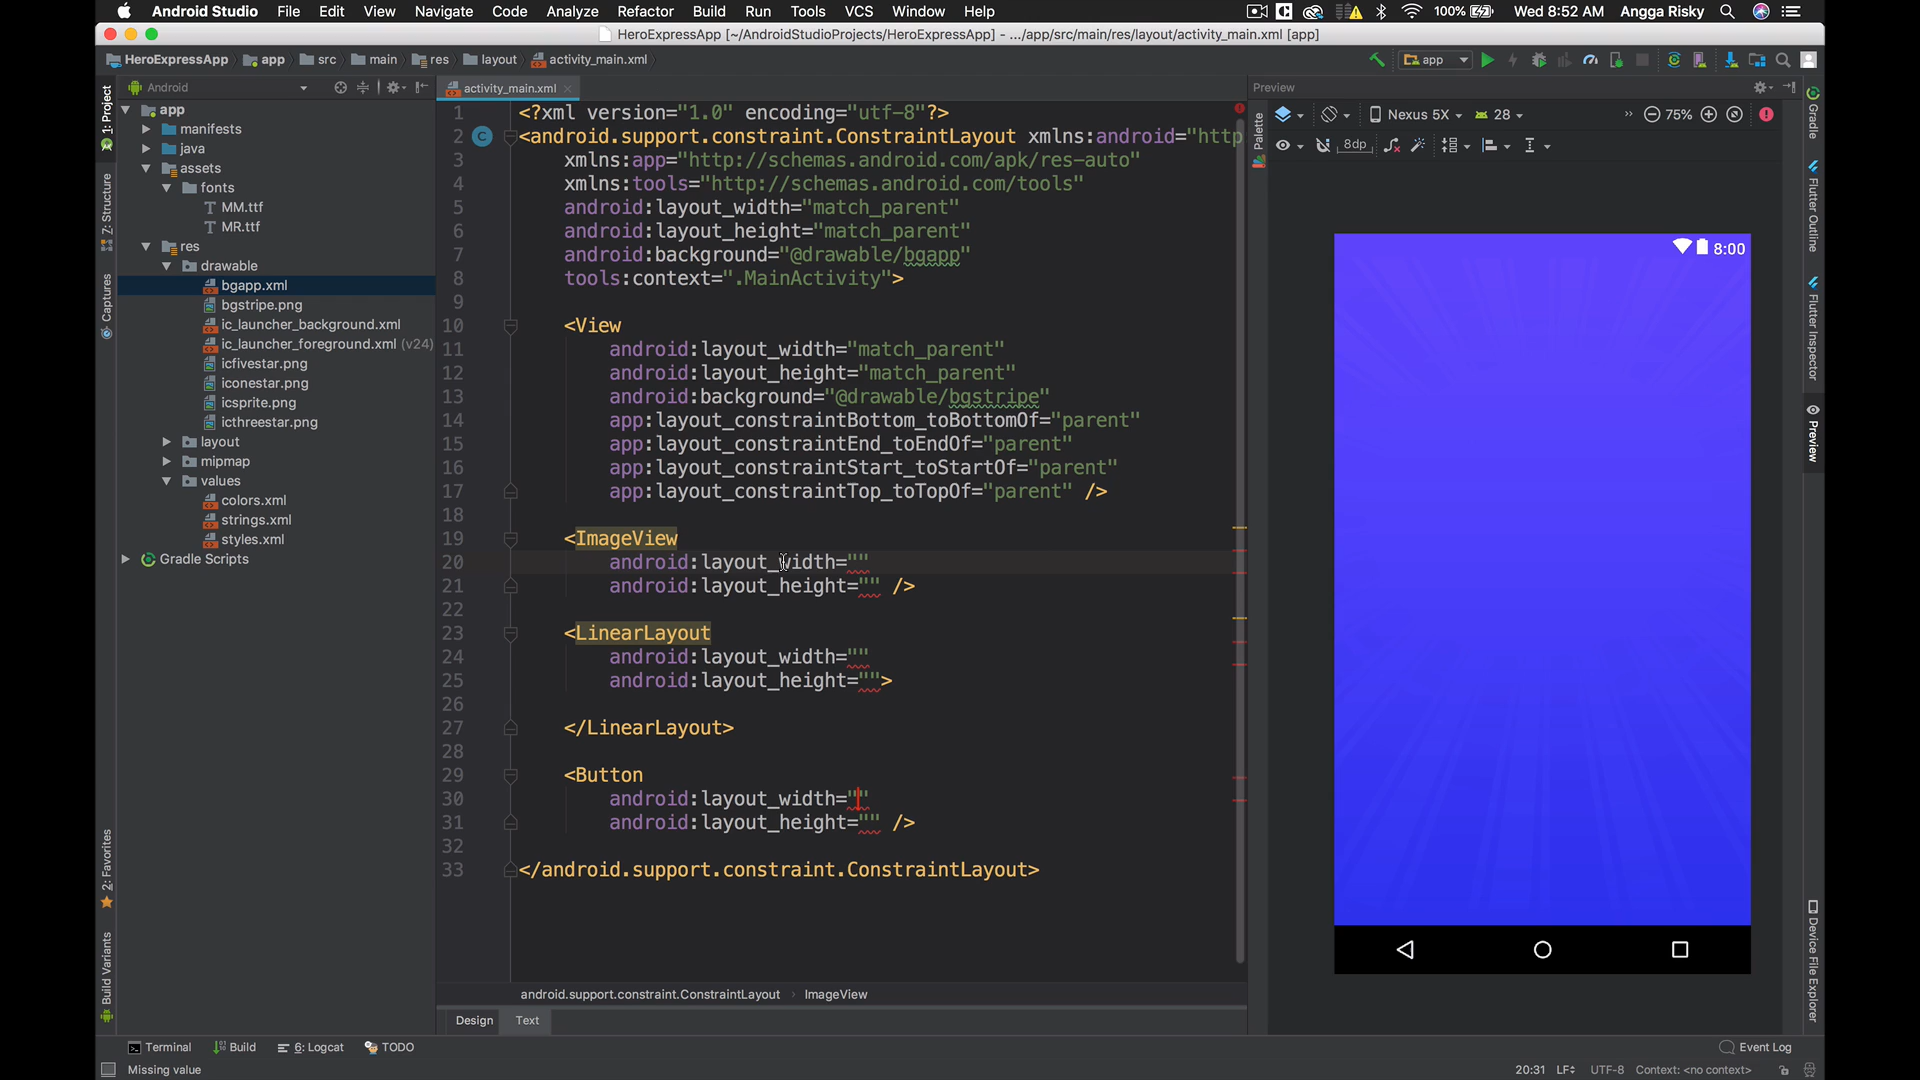 Android Studio File Edit View Navigate Code Analyze Refactor Build Run Tools VCS Window Help 100% Wed 8:52 AM Angga Risky
HeroExpressApp [~/AndroidStudioProjects/HeroExpressApp] - .../app/src/main/res/layout/activity_main.xml [app]
HeroExpressApp app src main res layout activity_main.xml app
Android
activity_main.xml
Preview
app
manifests
java
assets
fonts
MM.ttf
MR.ttf
res
drawable
bgapp.xml
bgstripe.png
ic_launcher_background.xml
ic_launcher_foreground.xml (v24)
icfivestar.png
iconestar.png
icsprite.png
icthreestar.png
layout
mipmap
values
colors.xml
strings.xml
styles.xml
Gradle Scripts
1: Project
Z: Structure
Captures
2: Favorites
Build Variants
1 <?xml version="1.0" encoding="utf-8"?>
2 <android.support.constraint.ConstraintLayout xmlns:android="http
3 xmlns:app="http://schemas.android.com/apk/res-auto"
4 xmlns:tools="http://schemas.android.com/tools"
5 android:layout_width="match_parent"
6 android:layout_height="match_parent"
7 android:background="@drawable/bgapp"
8 tools:context=".MainActivity">
9
10 <View
11 android:layout_width="match_parent"
12 android:layout_height="match_parent"
13 android:background="@drawable/bgstripe"
14 app:layout_constraintBottom_toBottomOf="parent"
15 app:layout_constraintEnd_toEndOf="parent"
16 app:layout_constraintStart_toStartOf="parent"
17 app:layout_constraintTop_toTopOf="parent" />
18
19 <ImageView
20 android:layout_width=""
21 android:layout_height="" />
22
23 <LinearLayout
24 android:layout_width=""
25 android:layout_height="">
26
27 </LinearLayout>
28
29 <Button
30 android:layout_width=""
31 android:layout_height="" />
32
33 </android.support.constraint.ConstraintLayout>
android.support.constraint.ConstraintLayout › ImageView
Design Text
Palette
Nexus 5X 28 » 75%
8dp
8:00
Gradle
Flutter Outline
Flutter Inspector
Preview
Device File Explorer
Terminal Build 6: Logcat TODO Event Log
Missing value 20:31 LF UTF-8 Context: <no context>